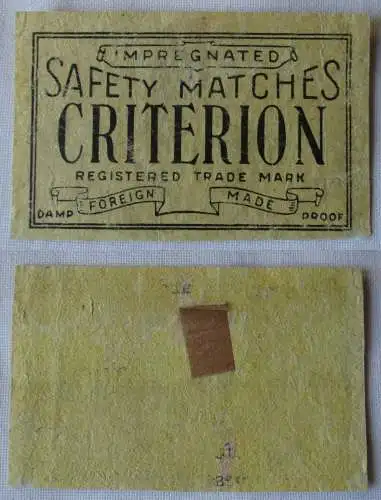 IMPREGNATED
SAFETY MATCHES
CRITERION
REGISTERED TRADE MARK
FOREIGN MADE
DAMP PROOF